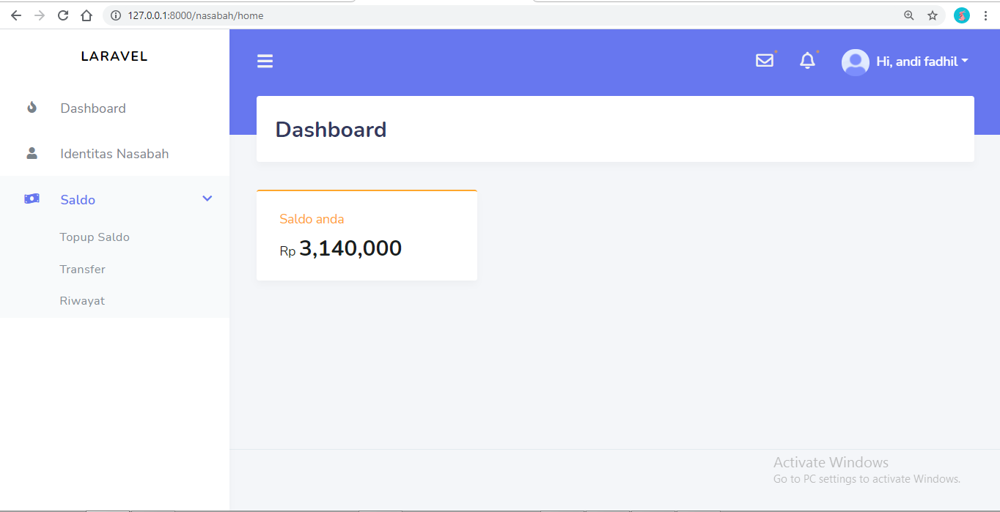 127.0.0.1:8000/nasabah/home
LARAVEL
Hi, andi fadhil
Dashboard
Identitas Nasabah
Saldo
Topup Saldo
Transfer
Riwayat
Dashboard
Saldo anda
Rp 3,140,000
Activate Windows
Go to PC settings to activate Windows.